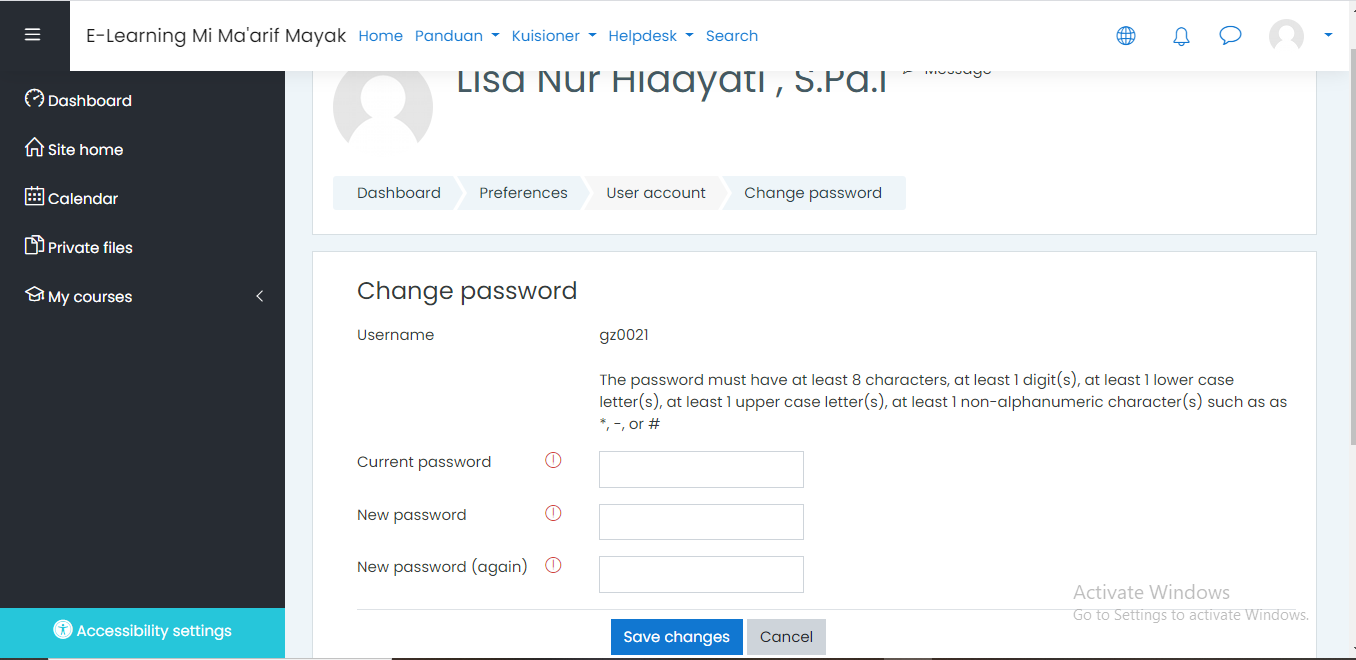 E-Learning Mi Ma'arif Mayak Home Panduan Kuisioner Helpdesk Search
Dashboard
Site home
Calendar
Private files
My courses
Accessibility settings
Lisa Nur Hidayati , S.Pd.I Message
Dashboard Preferences User account Change password
Change password
Username gz0021
The password must have at least 8 characters, at least 1 digit(s), at least 1 lower case
letter(s), at least 1 upper case letter(s), at least 1 non-alphanumeric character(s) such as as
*, -, or #
Current password
New password
New password (again)
Save changes Cancel
Activate Windows
Go to Settings to activate Windows.